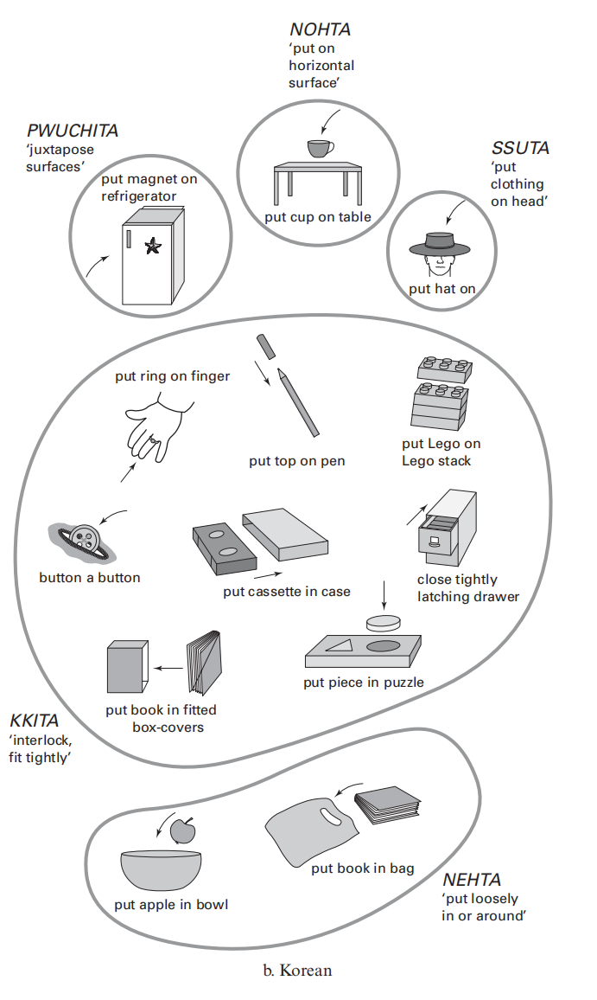 NOHTA
‘put on
horizontal
surface’
PWUCHITA
‘juxtapose
surfaces’
SSUTA
‘put
clothing
on head’
put magnet on
refrigerator
put cup on table
put hat on
put ring on finger
put top on pen
put Lego on
Lego stack
button a button
put cassette in case
close tightly
latching drawer
put book in fitted
box-covers
put piece in puzzle
KKITA
‘interlock,
fit tightly’
put apple in bowl
put book in bag
NEHTA
‘put loosely
in or around’
b. Korean